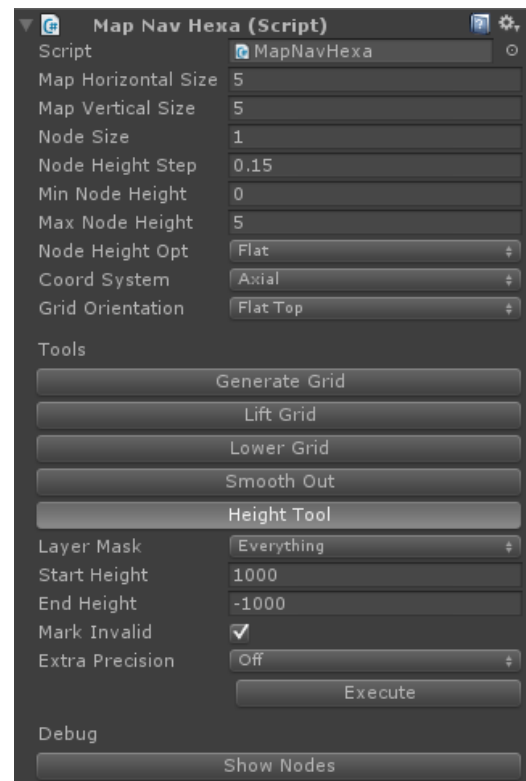 Map Nav Hexa (Script)
Script MapNavHexa
Map Horizontal Size 5
Map Vertical Size 5
Node Size 1
Node Height Step 0.15
Min Node Height 0
Max Node Height 5
Node Height Opt Flat
Coord System Axial
Grid Orientation Flat Top
Tools
Generate Grid
Lift Grid
Lower Grid
Smooth Out
Height Tool
Layer Mask Everything
Start Height 1000
End Height -1000
Mark Invalid
Extra Precision Off
Execute
Debug
Show Nodes